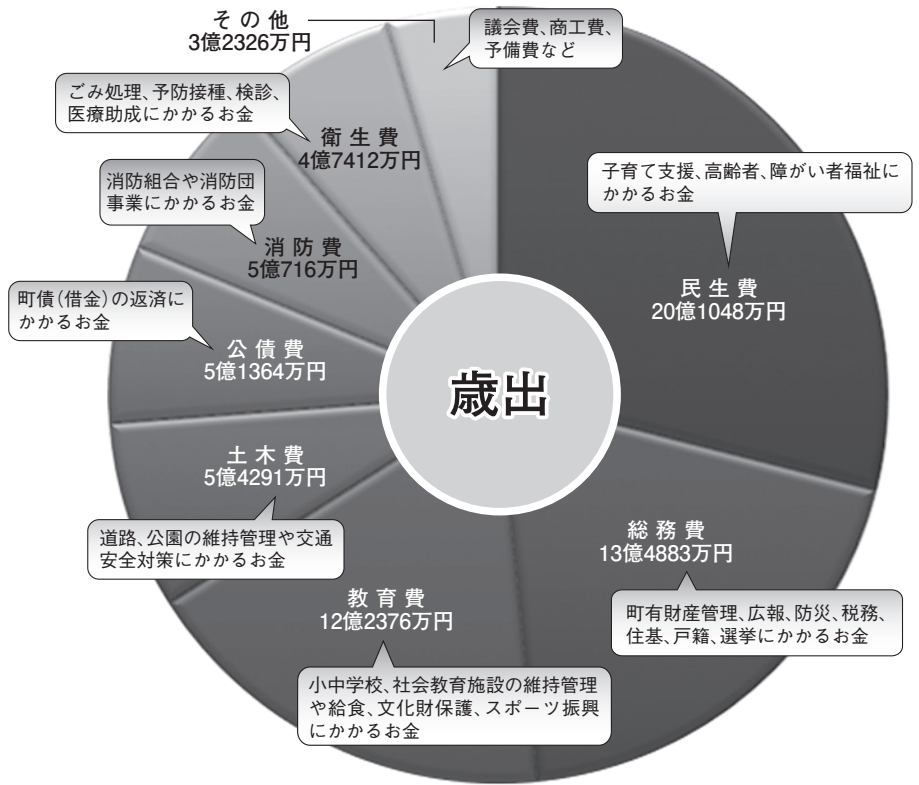 その他
3億2326万円
議会費、商工費、
予備費など
ごみ処理、予防接種、検診、
医療助成にかかるお金
衛生費
4億7412万円
子育て支援、高齢者、障がい者福祉に
かかるお金
消防組合や消防団
事業にかかるお金
消防費
5億716万円
民生費
20億1048万円
町債(借金)の返済に
かかるお金
公債費
5億1364万円
歳出
土木費
5億4291万円
道路、公園の維持管理や交通
安全対策にかかるお金
総務費
13億4883万円
町有財産管理、広報、防災、税務、
住基、戸籍、選挙にかかるお金
教育費
12億2376万円
小中学校、社会教育施設の維持管理
や給食、文化財保護、スポーツ振興
にかかるお金